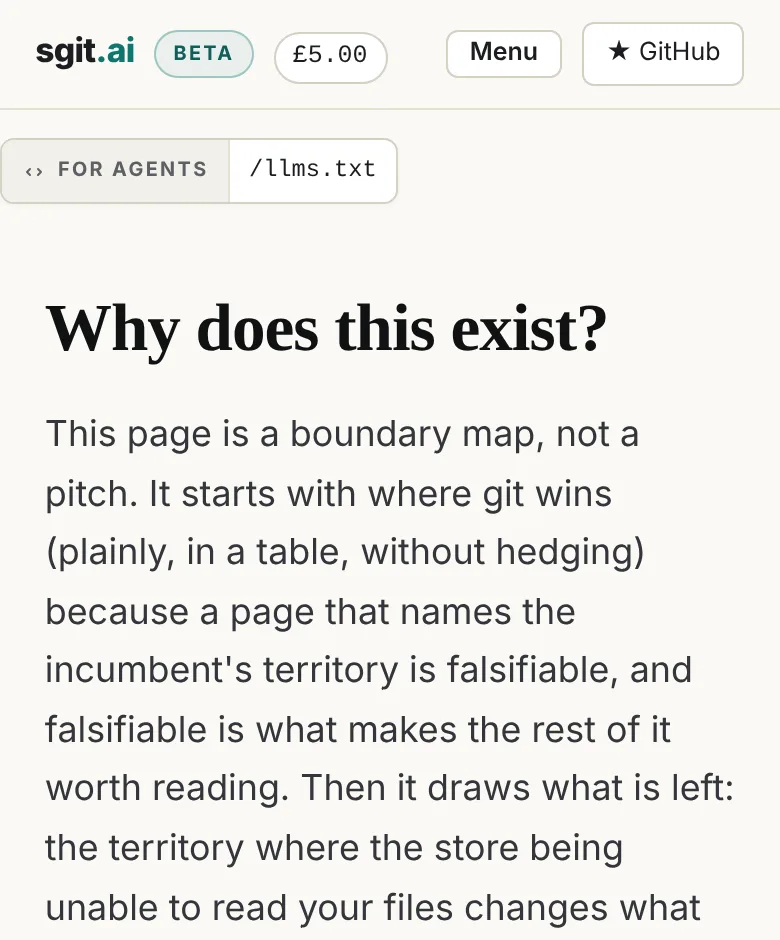 sgit.ai BETA £5.00 Menu ★ GitHub
‹› FOR AGENTS /llms.txt
Why does this exist?
This page is a boundary map, not a
pitch. It starts with where git wins
(plainly, in a table, without hedging)
because a page that names the
incumbent's territory is falsifiable, and
falsifiable is what makes the rest of it
worth reading. Then it draws what is left:
the territory where the store being
unable to read your files changes what